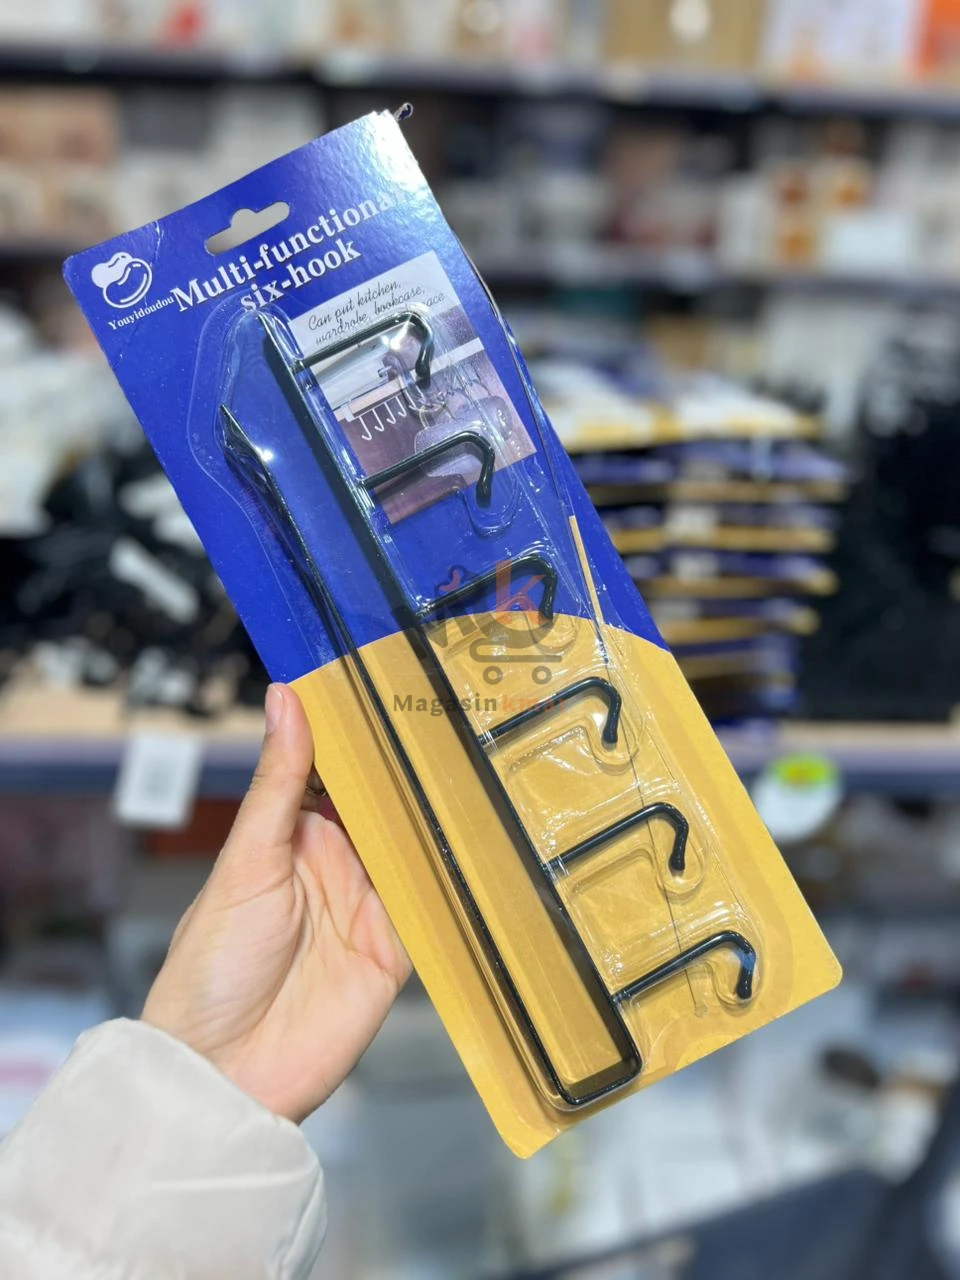 Multi-functional
six-hook
Youyidoudou
Can put kitchen,
wardrobe, bookcase,
Magasin